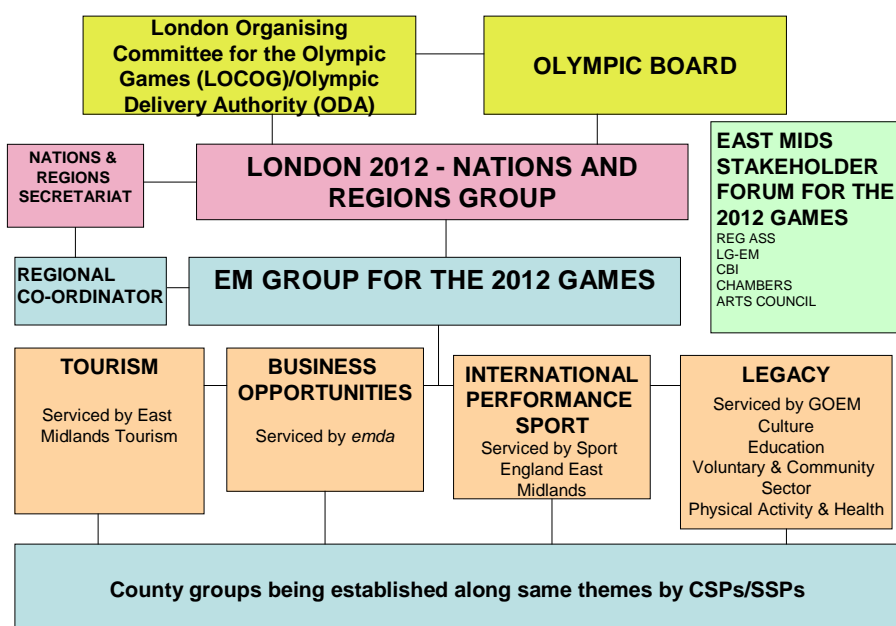 London Organising
Committee for the Olympic
Games (LOCOG)/Olympic
Delivery Authority (ODA)
OLYMPIC BOARD
NATIONS &
REGIONS
SECRETARIAT
LONDON 2012 - NATIONS AND
REGIONS GROUP
EAST MIDS
STAKEHOLDER
FORUM FOR THE
2012 GAMES
REG ASS
LG-EM
CBI
CHAMBERS
ARTS COUNCIL
REGIONAL
CO-ORDINATOR
EM GROUP FOR THE 2012 GAMES
TOURISM
Serviced by East
Midlands Tourism
BUSINESS
OPPORTUNITIES
Serviced by emda
INTERNATIONAL
PERFORMANCE
SPORT
Serviced by Sport
England East
Midlands
LEGACY
Serviced by GOEM
Culture
Education
Voluntary & Community
Sector
Physical Activity & Health
County groups being established along same themes by CSPs/SSPs